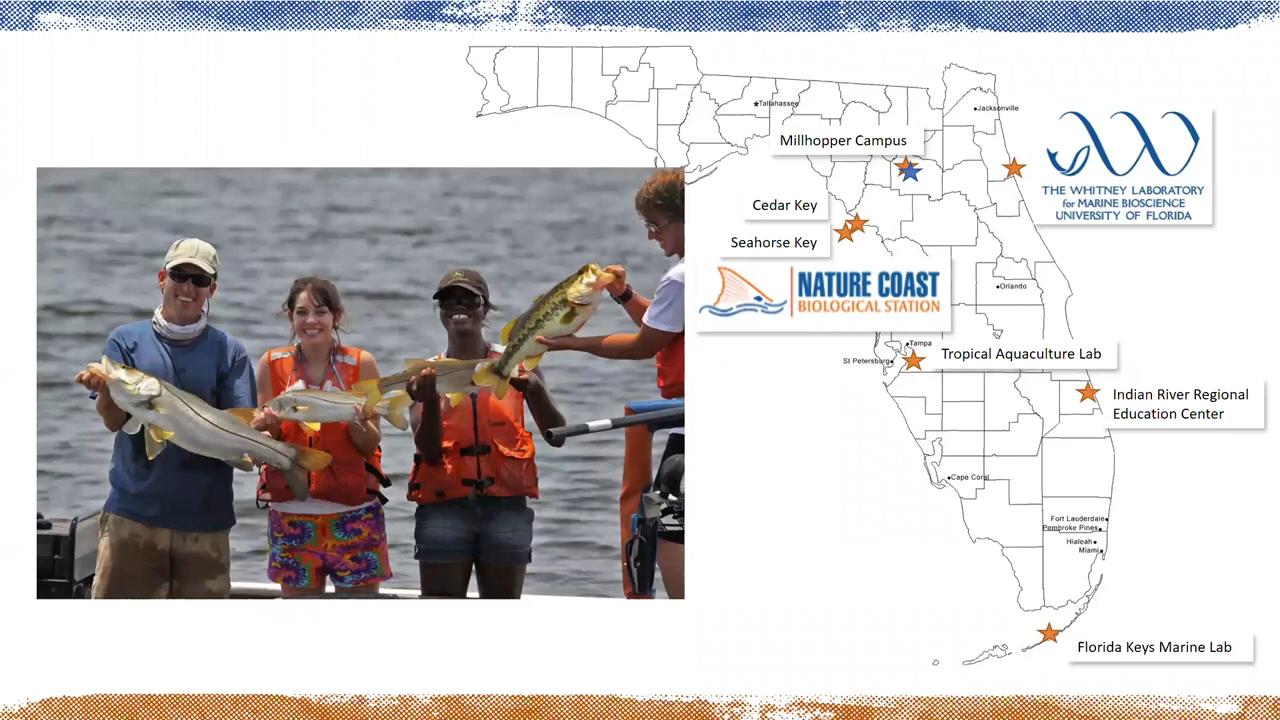 Tallahassee
Jacksonville
Millhopper Campus
THE WHITNEY LABORATORY
for MARINE BIOSCIENCE
UNIVERSITY OF FLORIDA
Cedar Key
Seahorse Key
NATURE COAST
BIOLOGICAL STATION
Orlando
Tampa
St Petersburg
Tropical Aquaculture Lab
Indian River Regional
Education Center
Cape Coral
Fort Lauderdale
Pembroke Pines
Hialeah
Miami
Florida Keys Marine Lab